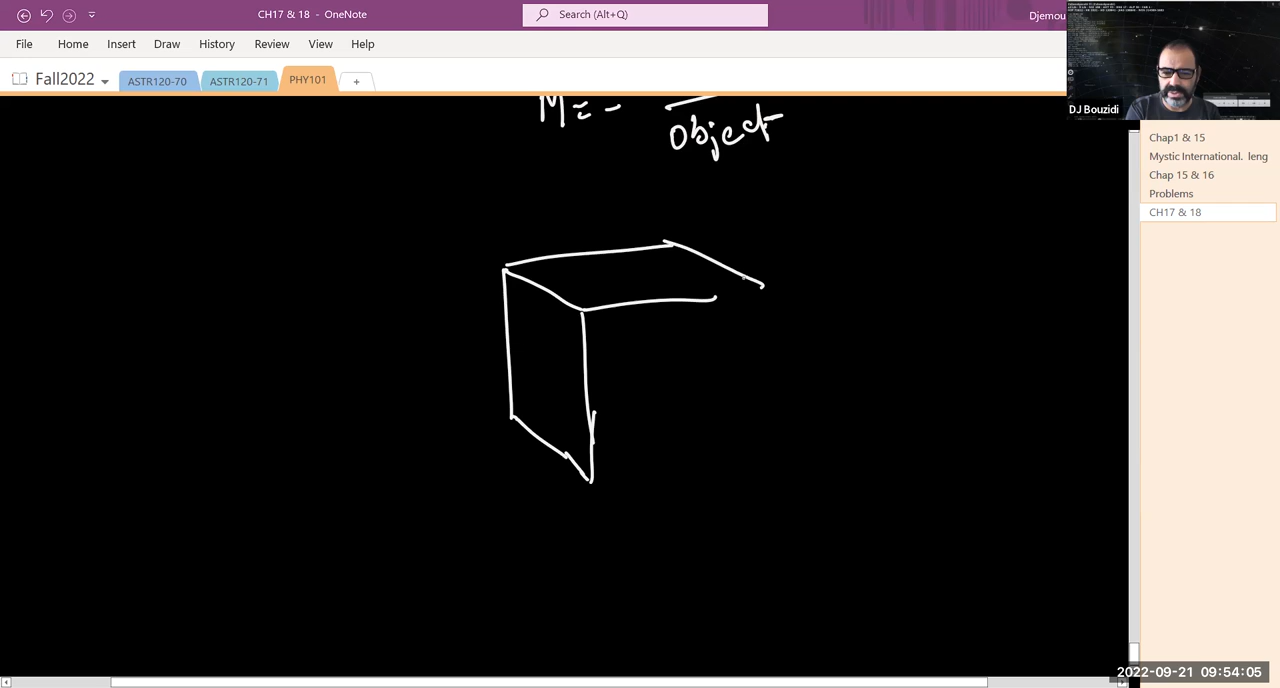 CH17 & 18 - OneNote
Search (Alt+Q)
Djemou
File Home Insert Draw History Review View Help
Fall2022 ASTR120-70 ASTR120-71 PHY101 +
DJ Bouzidi
M = -
Object
Chap1 & 15
Mystic International. leng
Chap 15 & 16
Problems
CH17 & 18
2022-09-21 09:54:05